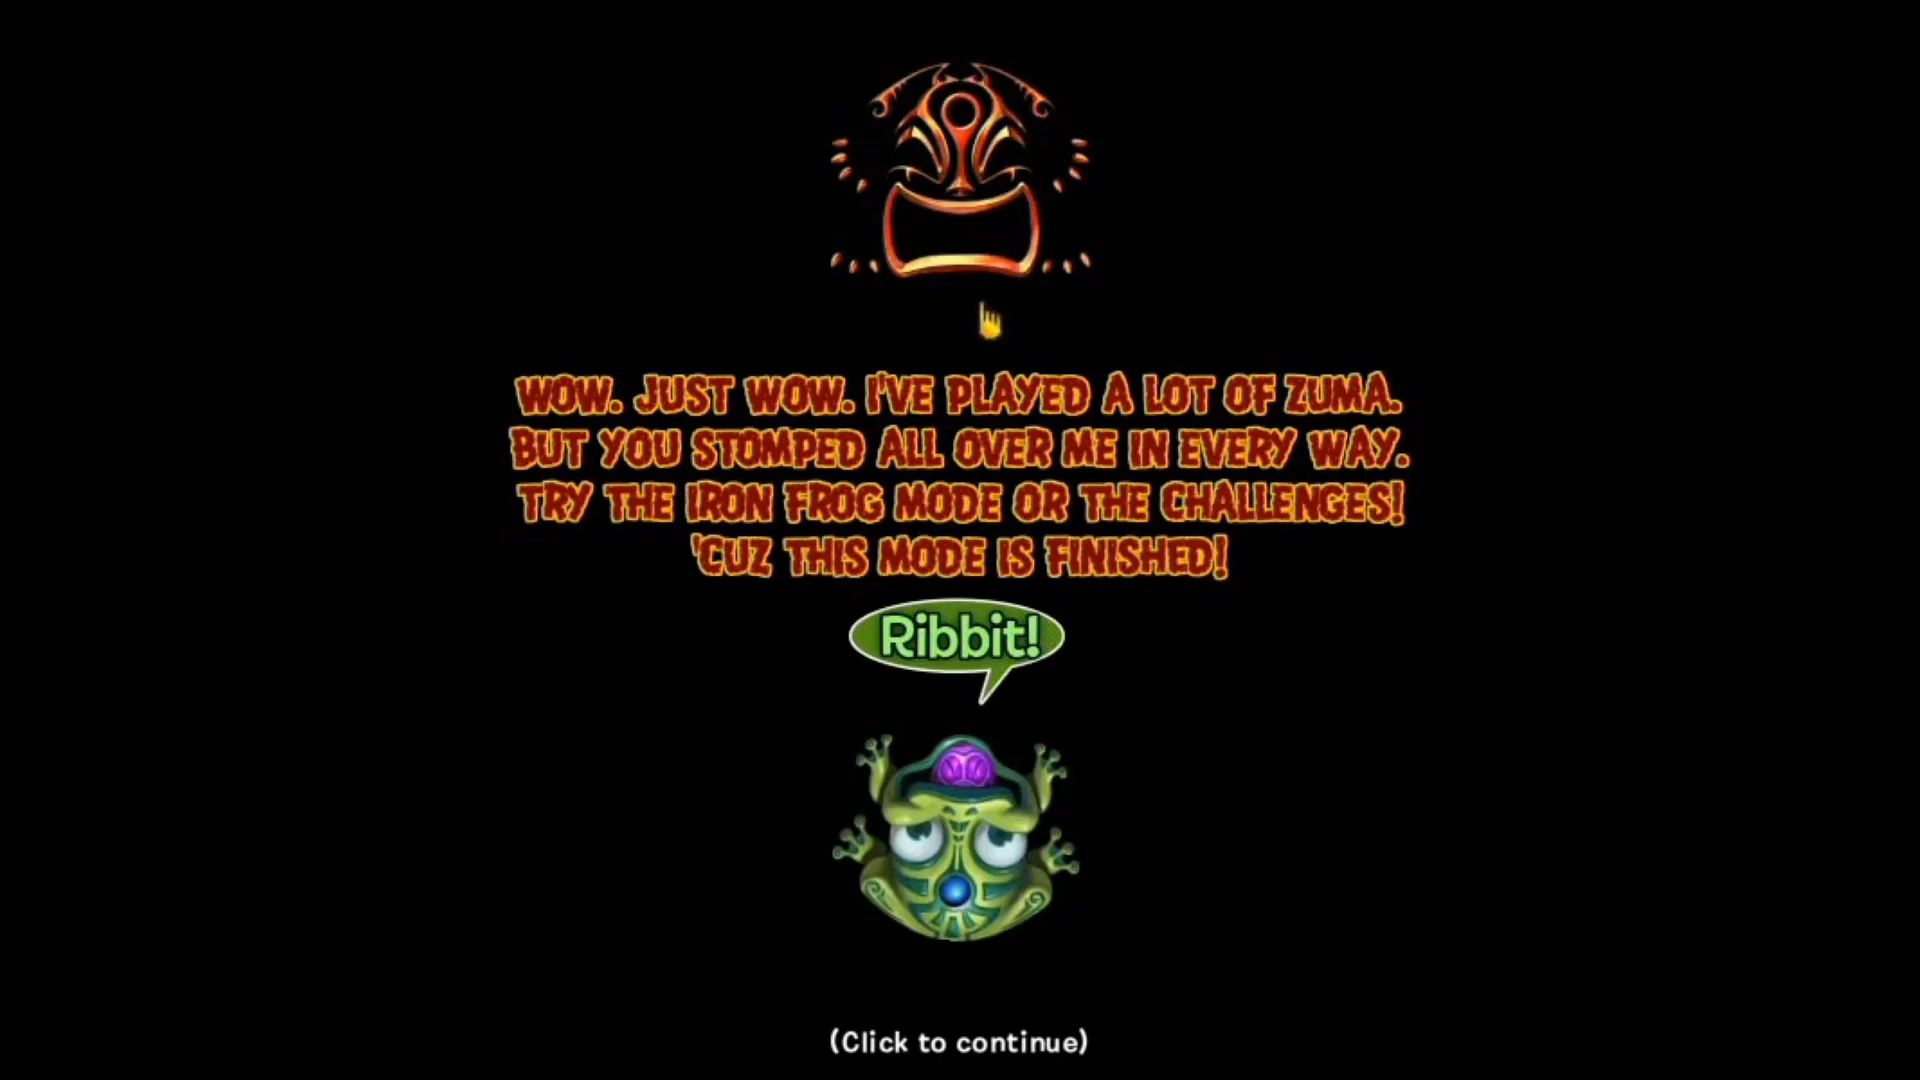 WOW. JUST WOW. I'VE PLAYED A LOT OF ZUMA.
BUT YOU STOMPED ALL OVER ME IN EVERY WAY.
TRY THE IRON FROG MODE OR THE CHALLENGES!
'CUZ THIS MODE IS FINISHED!
Ribbit!
(Click to continue)